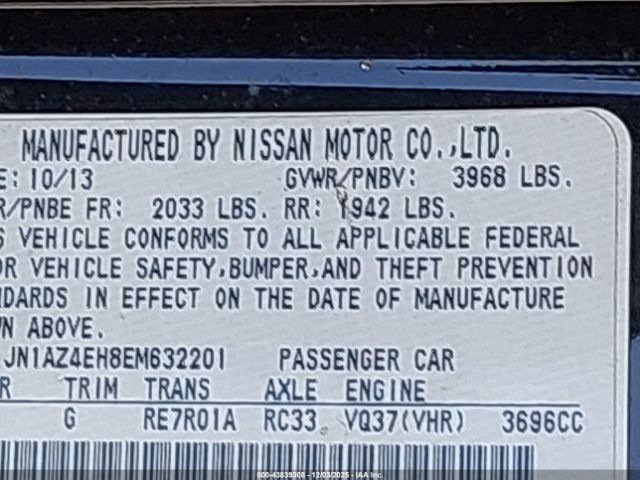 MANUFACTURED BY NISSAN MOTOR CO.,LTD.
E: 10/13 GVWR/PNBV: 3968 LBS.
R/PNBE FR: 2033 LBS. RR: 1942 LBS.
S VEHICLE CONFORMS TO ALL APPLICABLE FEDERAL
OR VEHICLE SAFETY,BUMPER,AND THEFT PREVENTION
NDARDS IN EFFECT ON THE DATE OF MANUFACTURE
WN ABOVE.
JN1AZ4EH8EM632201 PASSENGER CAR
R TRIM TRANS AXLE ENGINE
G RE7R01A RC33 VQ37(VHR) 3696CC
000-43839308 - 12/03/2025 - IAA Corp.